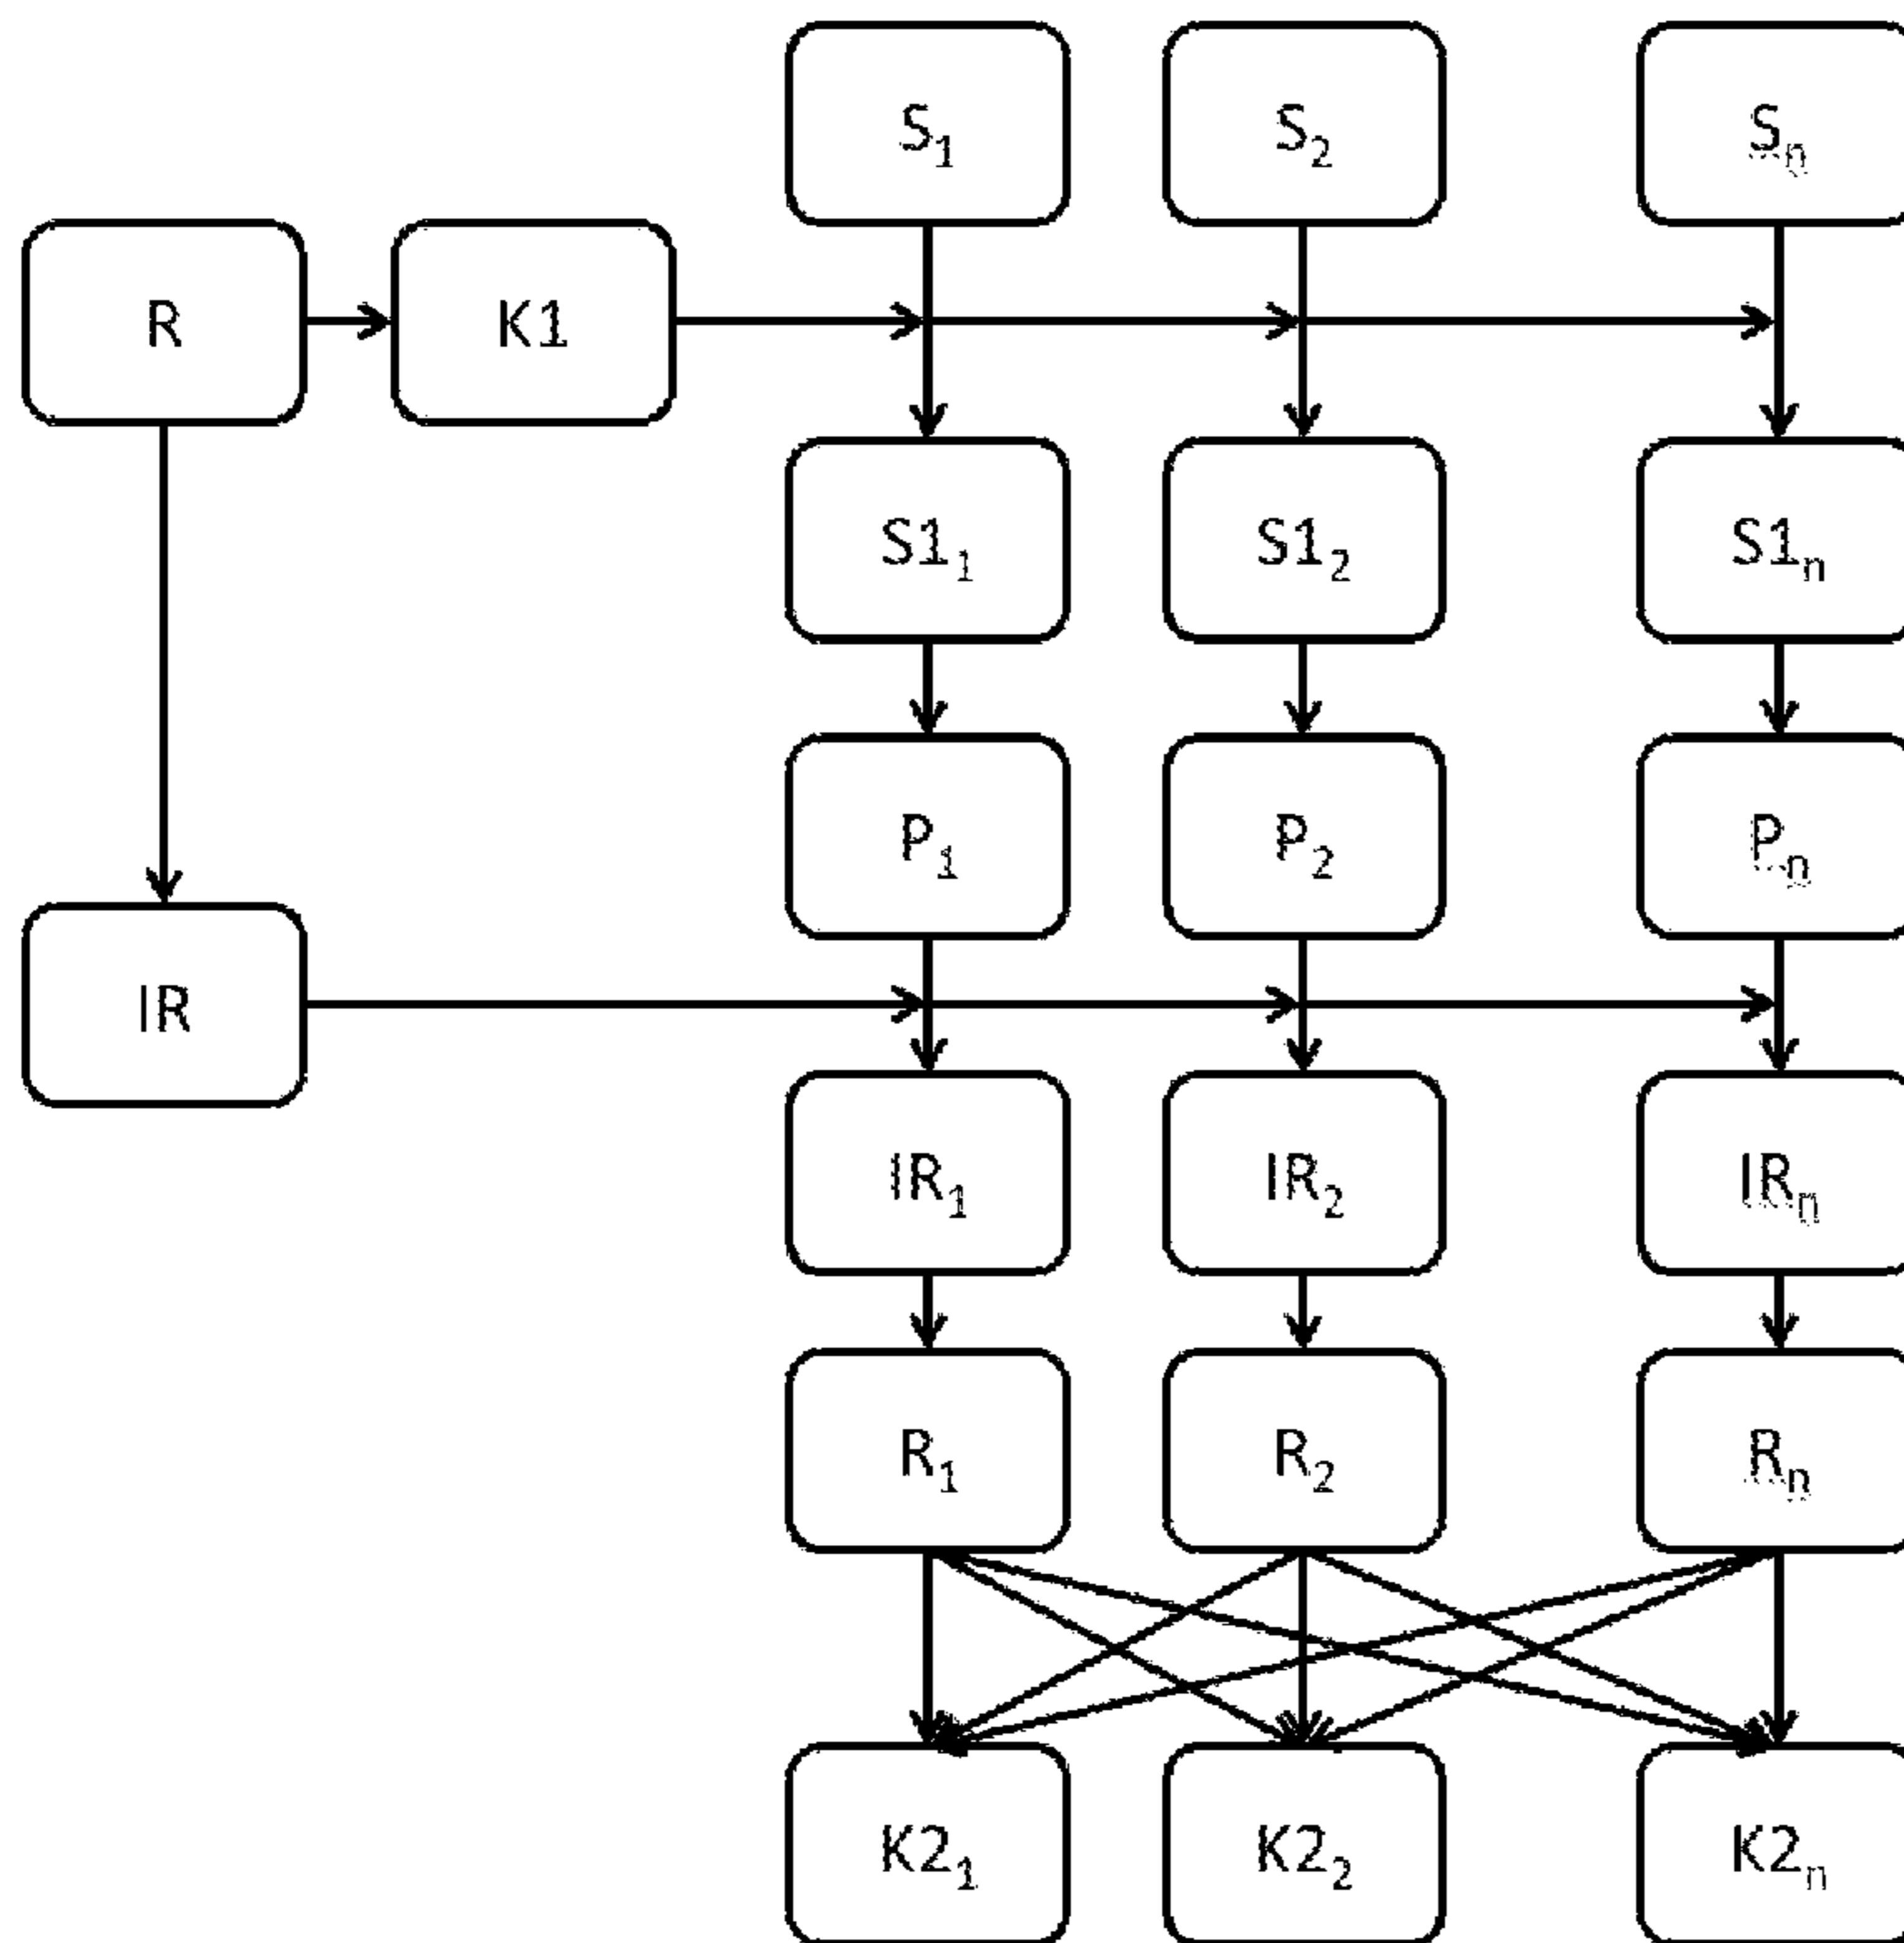 S₁ S₂ Sₙ
R K1
S1₁ S1₂ S1ₙ
P₁ P₂ Pₙ
IR
IR₁ IR₂ IRₙ
R₁ R₂ Rₙ
K2₁ K2₂ K2ₙ